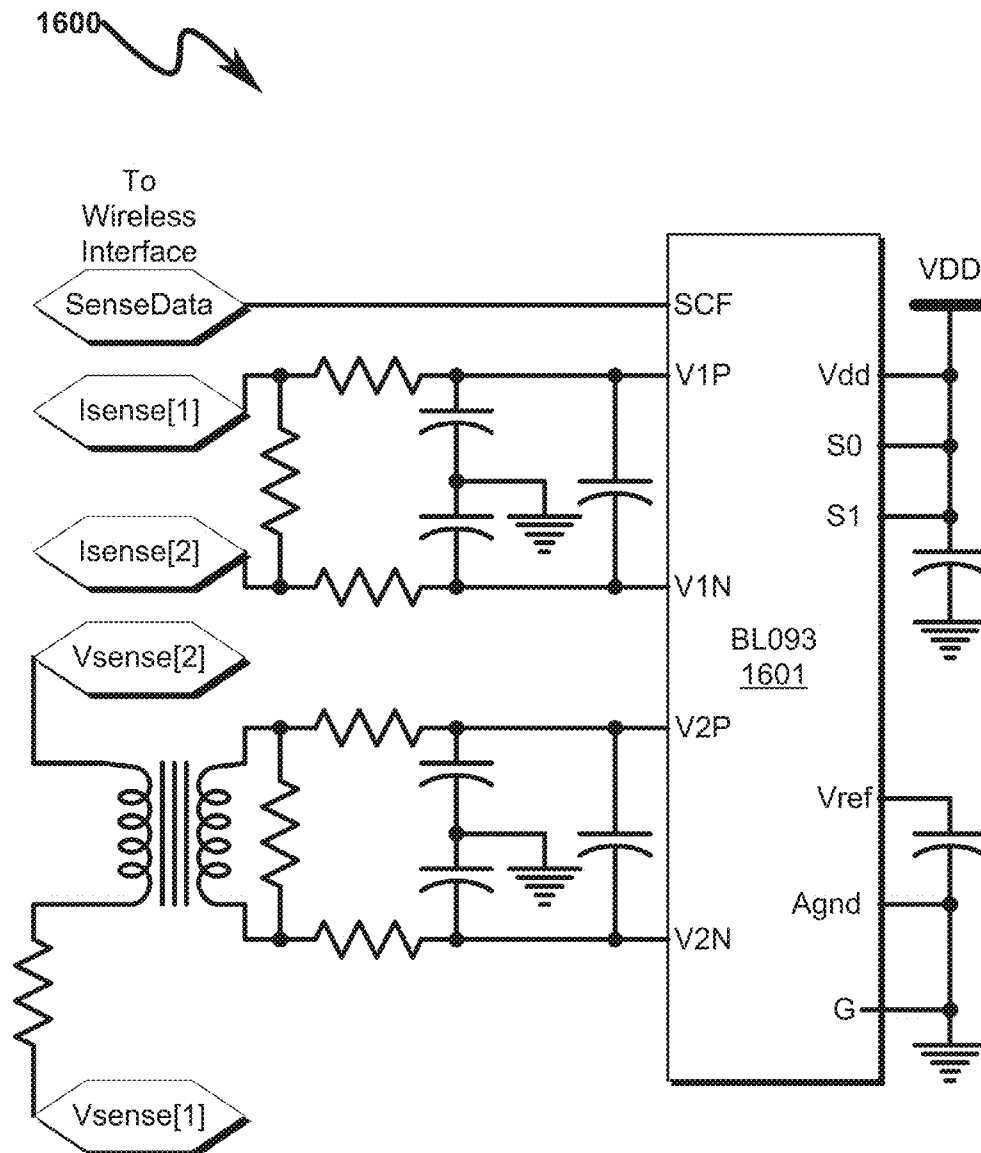 1600
To
Wireless
Interface
SenseData
SCF
VDD
Isense[1]
V1P
Vdd
S0
S1
Isense[2]
V1N
BL093
1601
Vsense[2]
V2P
Vref
Agnd
V2N
G
Vsense[1]